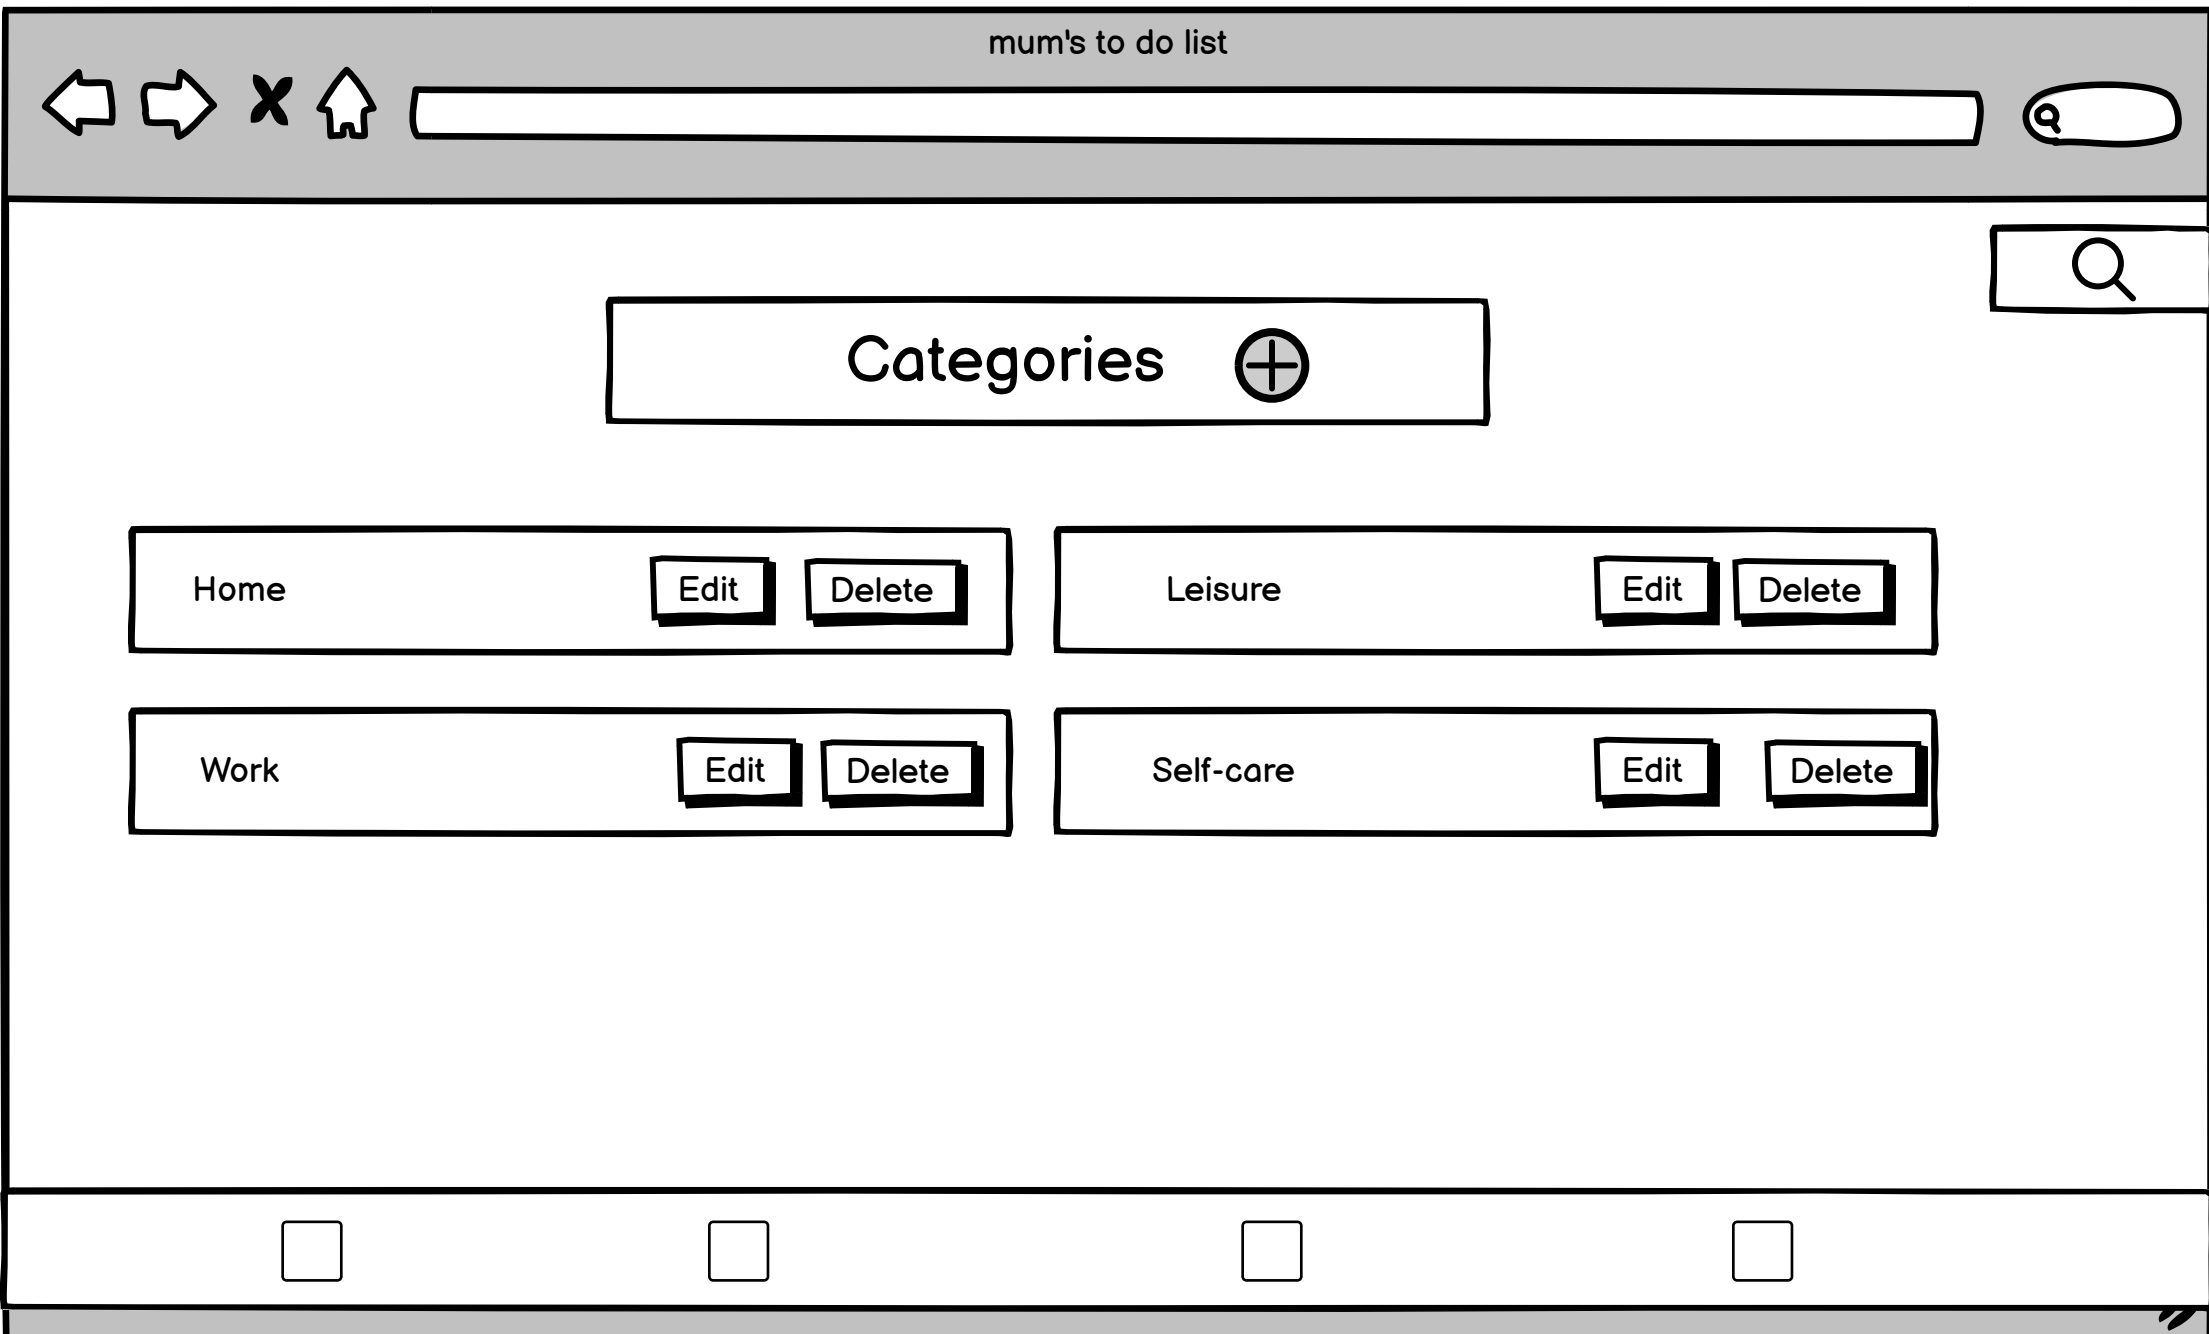 mum's to do list
Categories
Home Edit Delete
Leisure Edit Delete
Work Edit Delete
Self-care Edit Delete